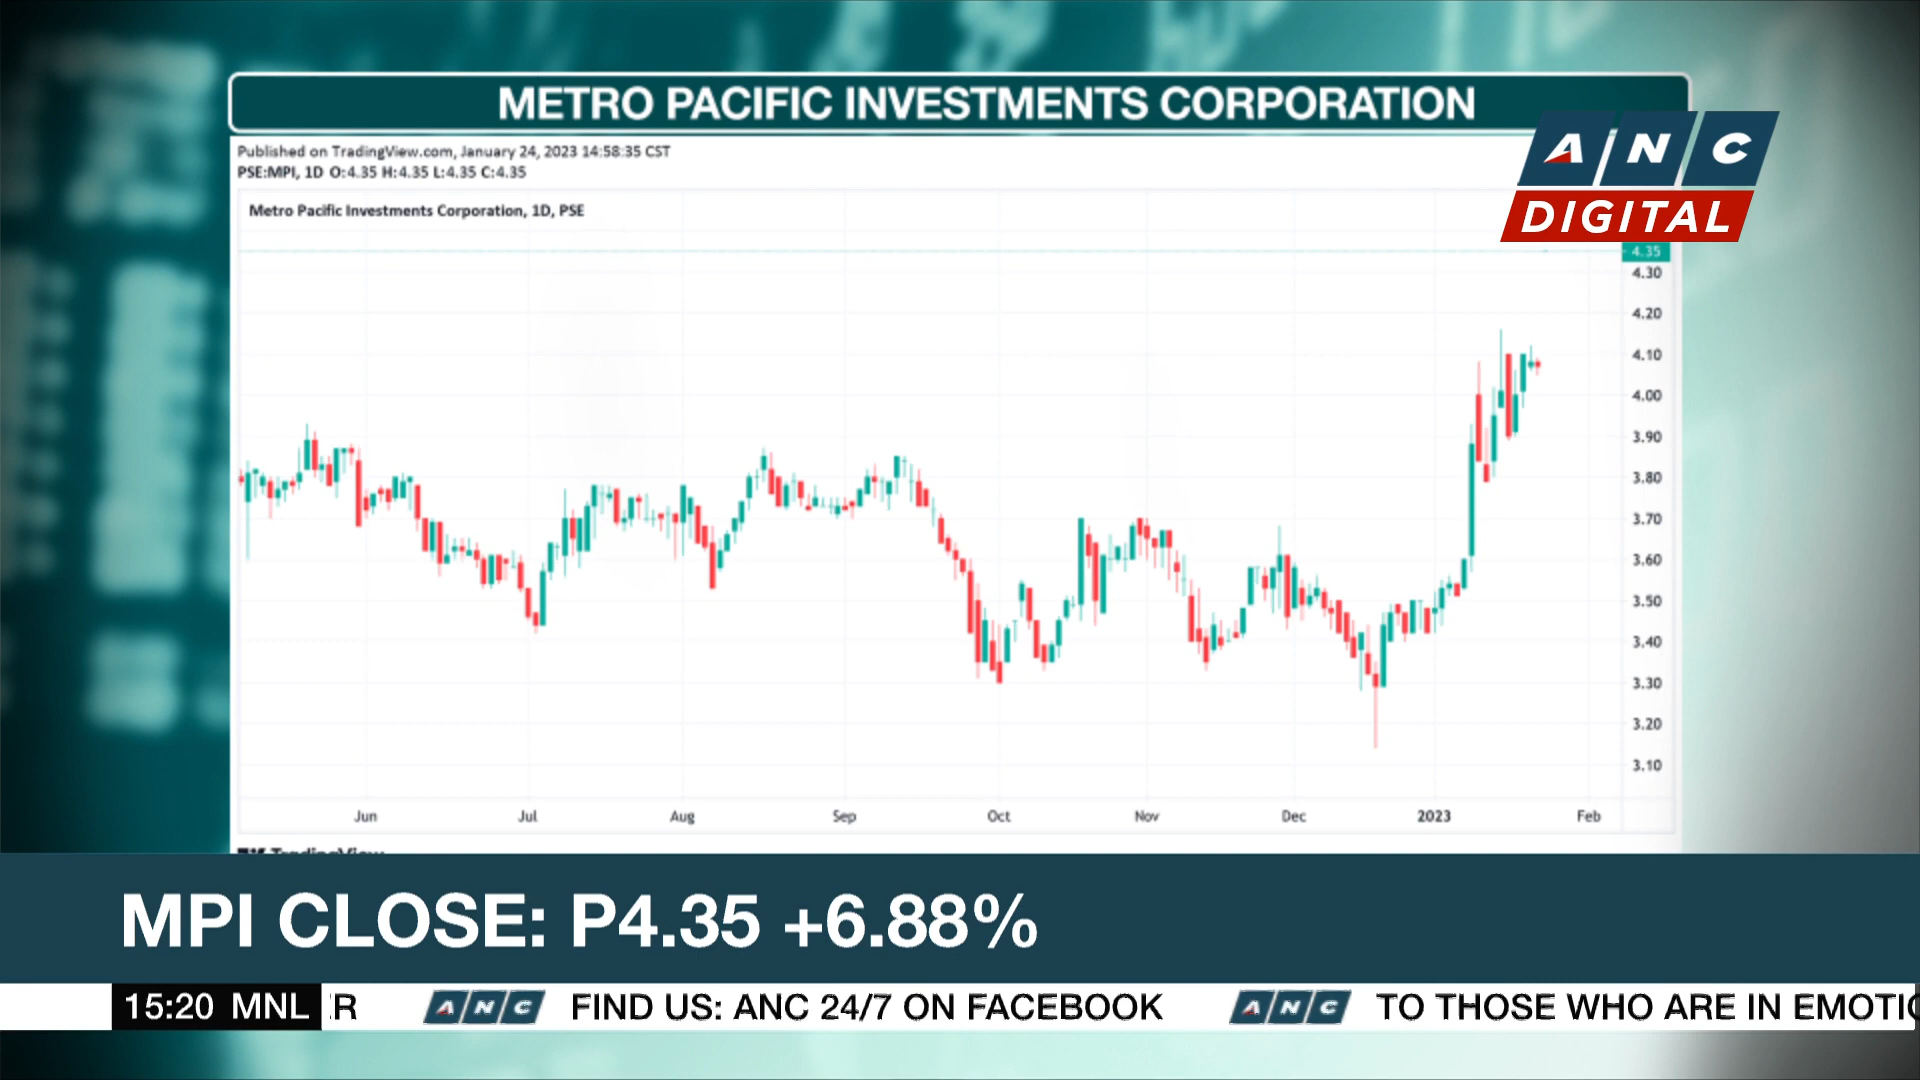 METRO PACIFIC INVESTMENTS CORPORATION
ANC
DIGITAL
Published on TradingView.com, January 24, 2023 14:58:35 CST
PSE:MPI, 1D O:4.35 H:4.35 L:4.35 C:4.35
Metro Pacific Investments Corporation, 1D, PSE
4.35
4.30
4.20
4.10
4.00
3.90
3.80
3.70
3.60
3.50
3.40
3.30
3.20
3.10
Jun Jul Aug Sep Oct Nov Dec 2023 Feb
TradingView
MPI CLOSE: P4.35 +6.88%
15:20 MNL R ANC FIND US: ANC 24/7 ON FACEBOOK ANC TO THOSE WHO ARE IN EMOTIC